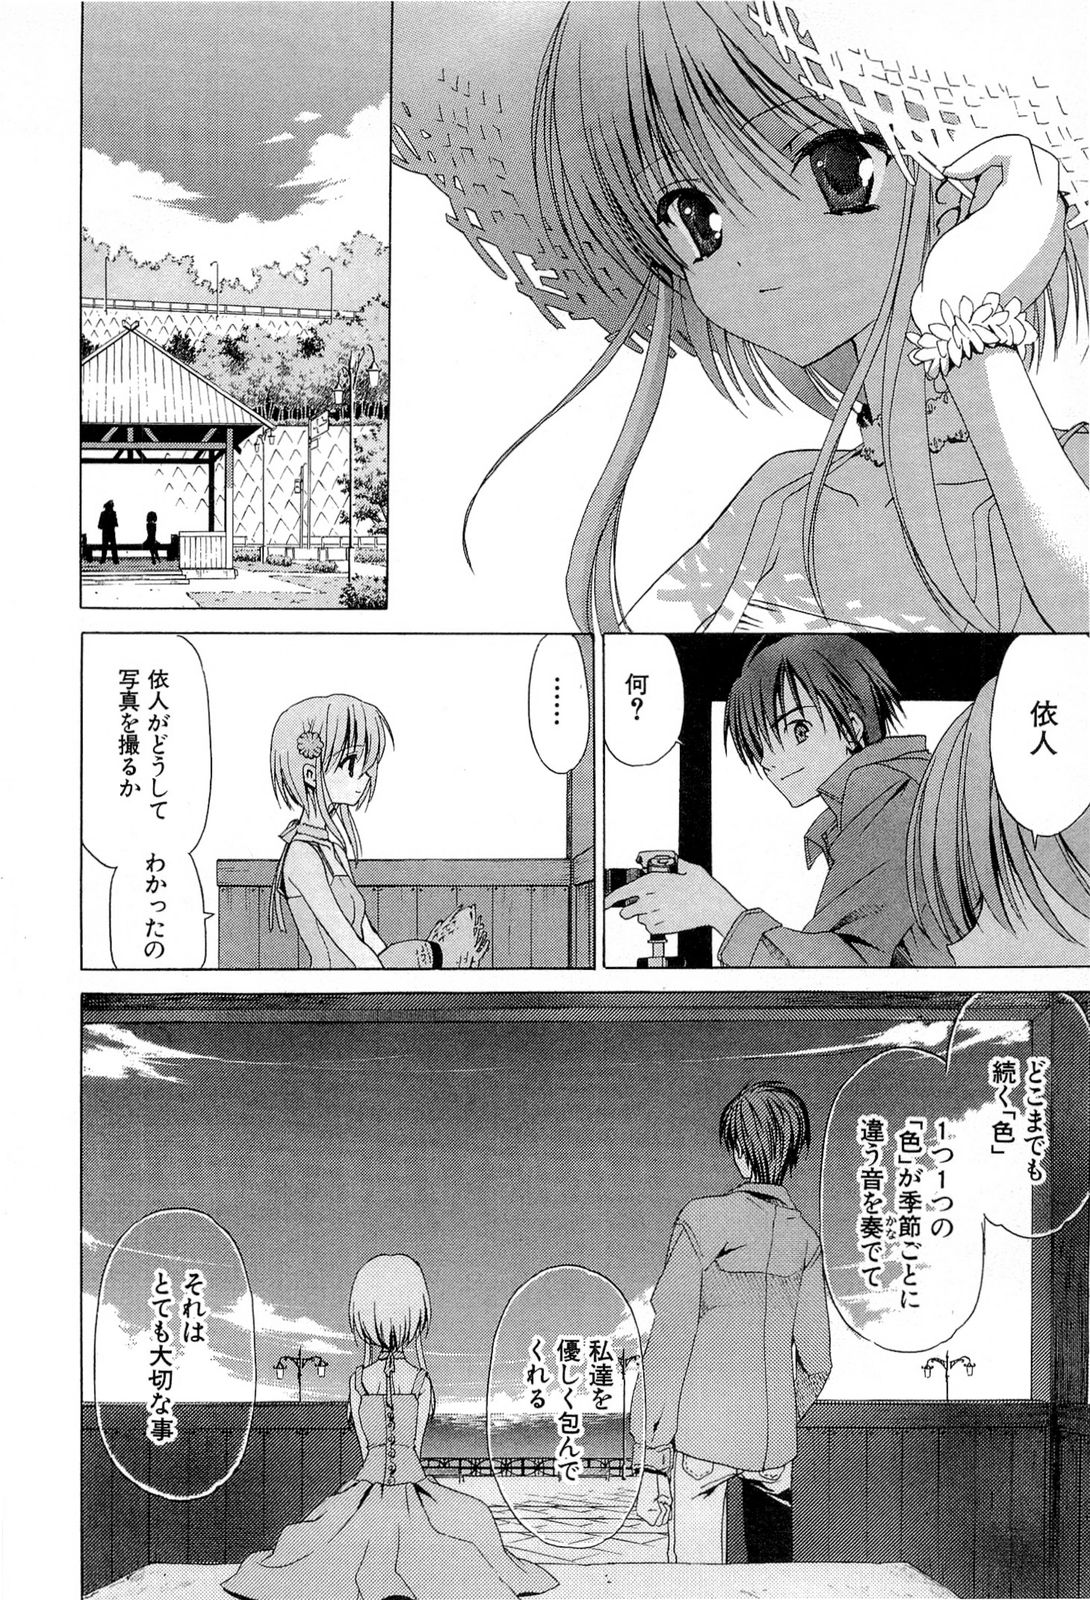 依人
何？
……
依人がどうして
写真を撮るか
わかったの
どこまでも
続く「色」
1つ1つの
「色」が季節ごとに
違う音を奏でて
かな
私達を
優しく包んで
くれる
それは
とても大切な事